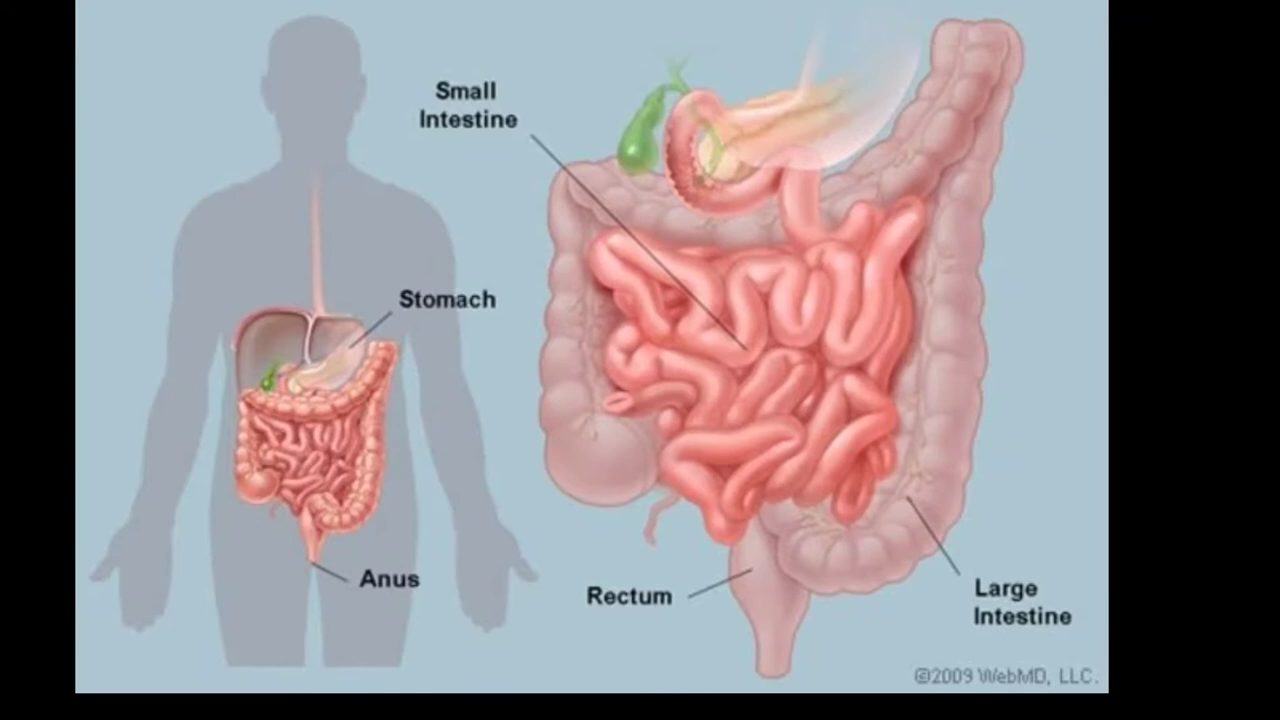 Small
Intestine
Stomach
Anus
Rectum
Large
Intestine
©2009 WebMD, LLC.